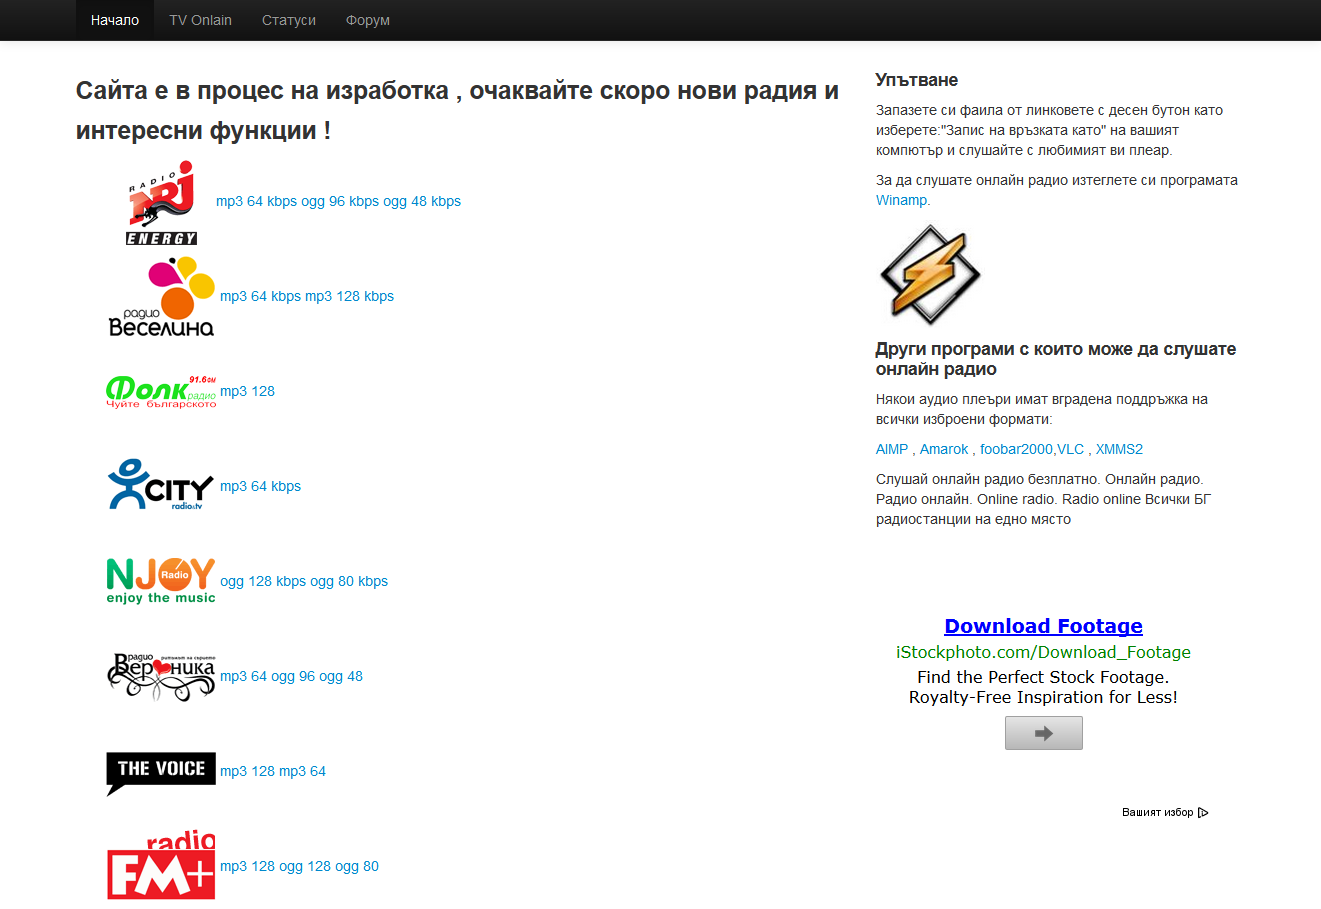 Начало TV Onlain Статуси Форум
Сайта е в процес на изработка , очаквайте скоро нови радия и
интересни функции !
RADIO
NRJ
ENERGY
mp3 64 kbps ogg 96 kbps ogg 48 kbps
радио
Веселина
mp3 64 kbps mp3 128 kbps
91.6 FM
Фолк
радио
Чуйте българското
mp3 128
CITY
radio&tv
mp3 64 kbps
NJOY
Radio
enjoy the music
ogg 128 kbps ogg 80 kbps
радио
ритъмът на сърцето
Вероника
mp3 64 ogg 96 ogg 48
THE VOICE
mp3 128 mp3 64
radio
FM+
mp3 128 ogg 128 ogg 80
Упътване
Запазете си фаила от линковете с десен бутон като
изберете:"Запис на връзката като" на вашият
компютър и слушайте с любимият ви плеар.
За да слушате онлайн радио изтеглете си програмата
Winamp.
Други програми с които може да слушате
онлайн радио
Някои аудио плеъри имат вградена поддръжка на
всички изброени формати:
AIMP , Amarok , foobar2000,VLC , XMMS2
Слушай онлайн радио безплатно. Онлайн радио.
Радио онлайн. Online radio. Radio online Всички БГ
радиостанции на едно място
Download Footage
iStockphoto.com/Download_Footage
Find the Perfect Stock Footage.
Royalty-Free Inspiration for Less!
Вашият избор